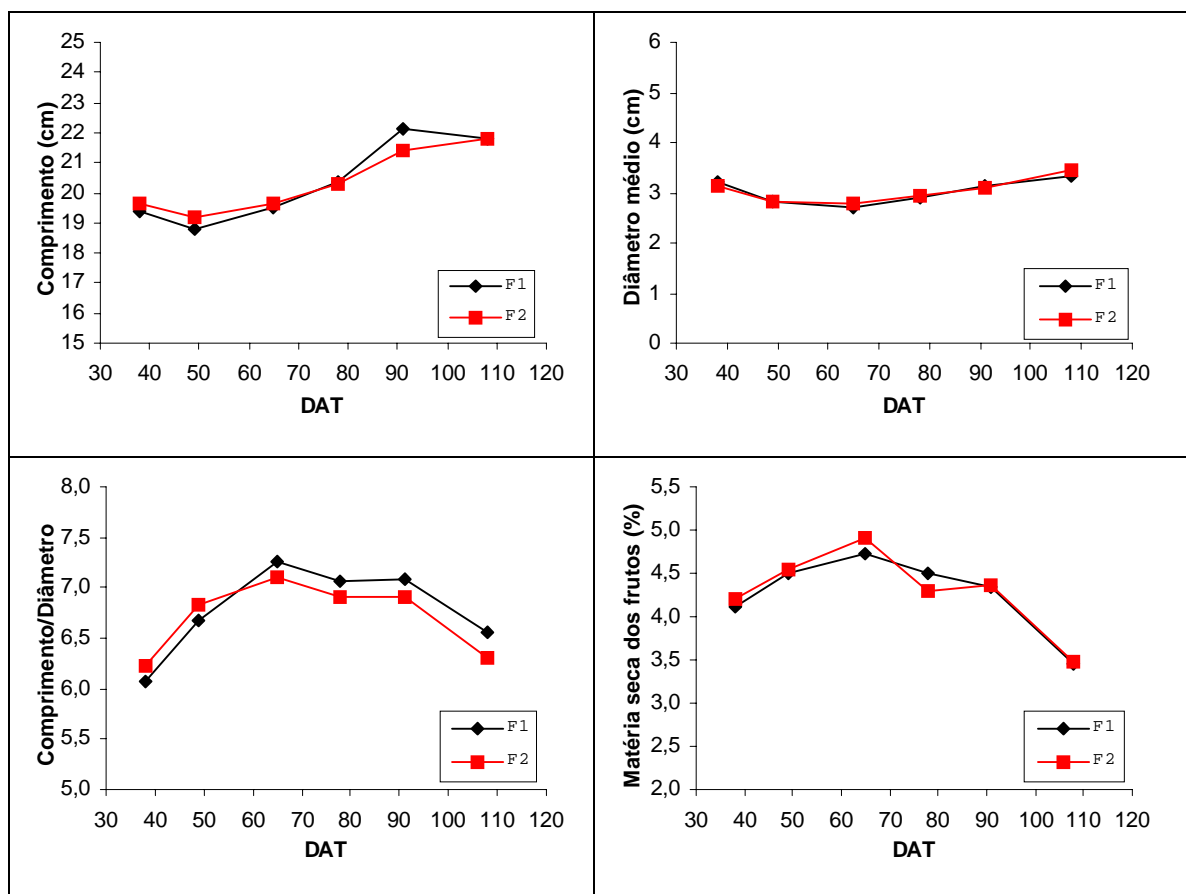 Comprimento (cm)
25
24
23
22
21
20
19
18
17
16
15
30 40 50 60 70 80 90 100 110 120
DAT
F1
F2
Diâmetro médio (cm)
6
5
4
3
2
1
0
30 40 50 60 70 80 90 100 110 120
DAT
F1
F2
Comprimento/Diâmetro
8,0
7,5
7,0
6,5
6,0
5,5
5,0
30 40 50 60 70 80 90 100 110 120
DAT
F1
F2
Matéria seca dos frutos (%)
5,5
5,0
4,5
4,0
3,5
3,0
2,5
2,0
30 40 50 60 70 80 90 100 110 120
DAT
F1
F2